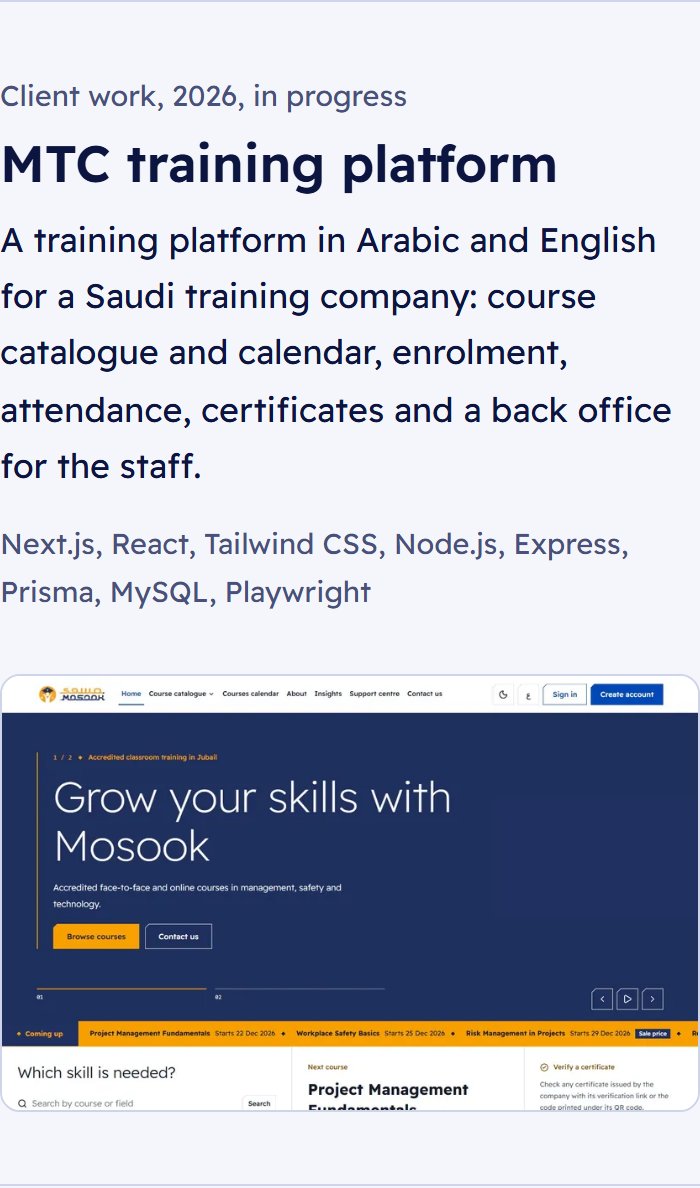 Client work, 2026, in progress
MTC training platform
A training platform in Arabic and English
for a Saudi training company: course
catalogue and calendar, enrolment,
attendance, certificates and a back office
for the staff.
Next.js, React, Tailwind CSS, Node.js, Express,
Prisma, MySQL, Playwright
MOSOOK
Home Course catalogue Courses calendar About Insights Support centre Contact us ع Sign in Create account
1 / 2 Accredited classroom training in Jubail
Grow your skills with
Mosook
Accredited face-to-face and online courses in management, safety and
technology.
Browse courses Contact us
01 02
Coming up Project Management Fundamentals Starts 22 Dec 2026 Workplace Safety Basics Starts 25 Dec 2026 Risk Management in Projects Starts 29 Dec 2026 Sale price
Which skill is needed?
Search by course or field Search
Next course
Project Management
Fundamentals
Verify a certificate
Check any certificate issued by the
company with its verification link or the
code printed under its QR code.